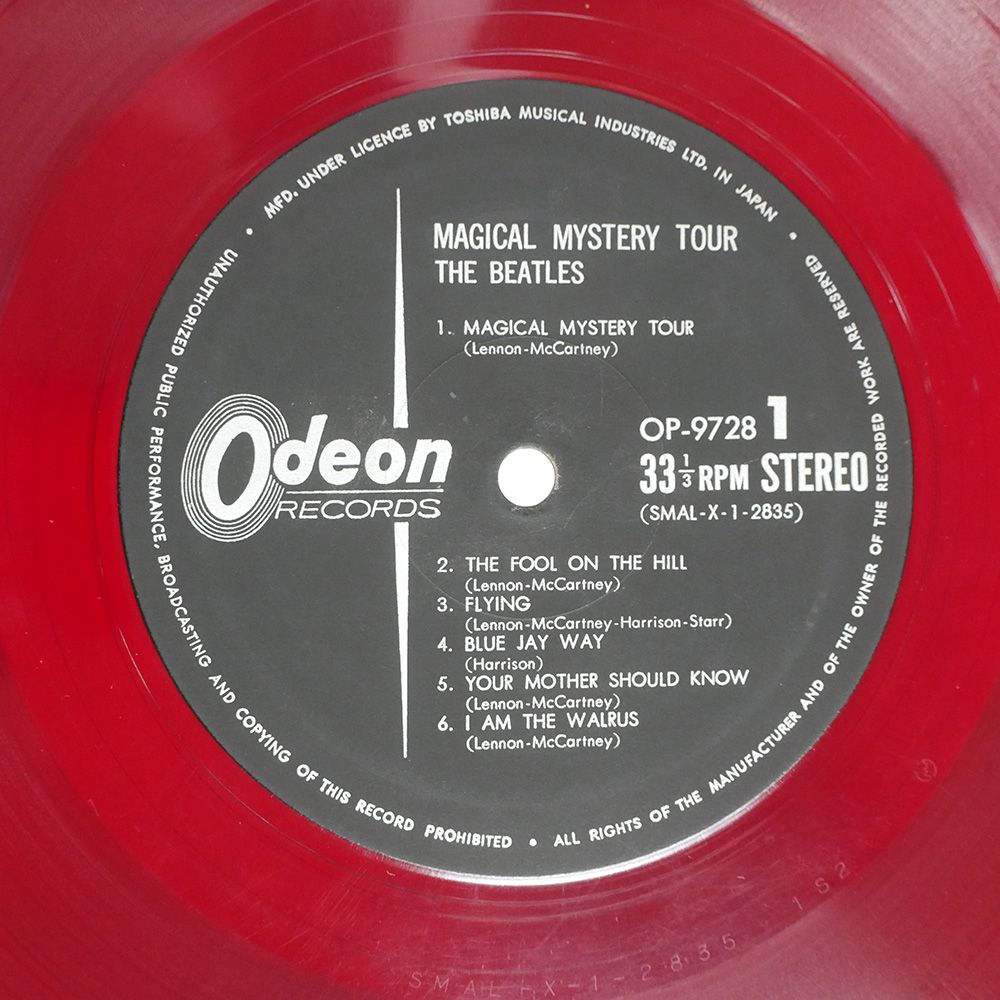 MFD. UNDER LICENCE BY TOSHIBA MUSICAL INDUSTRIES LTD. IN JAPAN
MAGICAL MYSTERY TOUR
THE BEATLES
1. MAGICAL MYSTERY TOUR
(Lennon-McCartney)
Odeon
RECORDS
OP-9728 1
33 1/3 RPM STEREO
(SMAL-X-1-2835)
2. THE FOOL ON THE HILL
(Lennon-McCartney)
3. FLYING
(Lennon-McCartney-Harrison-Starr)
4. BLUE JAY WAY
(Harrison)
5. YOUR MOTHER SHOULD KNOW
(Lennon-McCartney)
6. I AM THE WALRUS
(Lennon-McCartney)
UNAUTHORIZED PUBLIC PERFORMANCE, BROADCASTING AND COPYING OF THIS RECORD PROHIBITED • ALL RIGHTS OF THE MANUFACTURER AND OF THE OWNER OF THE RECORDED WORK ARE RESERVED •
1 S 2